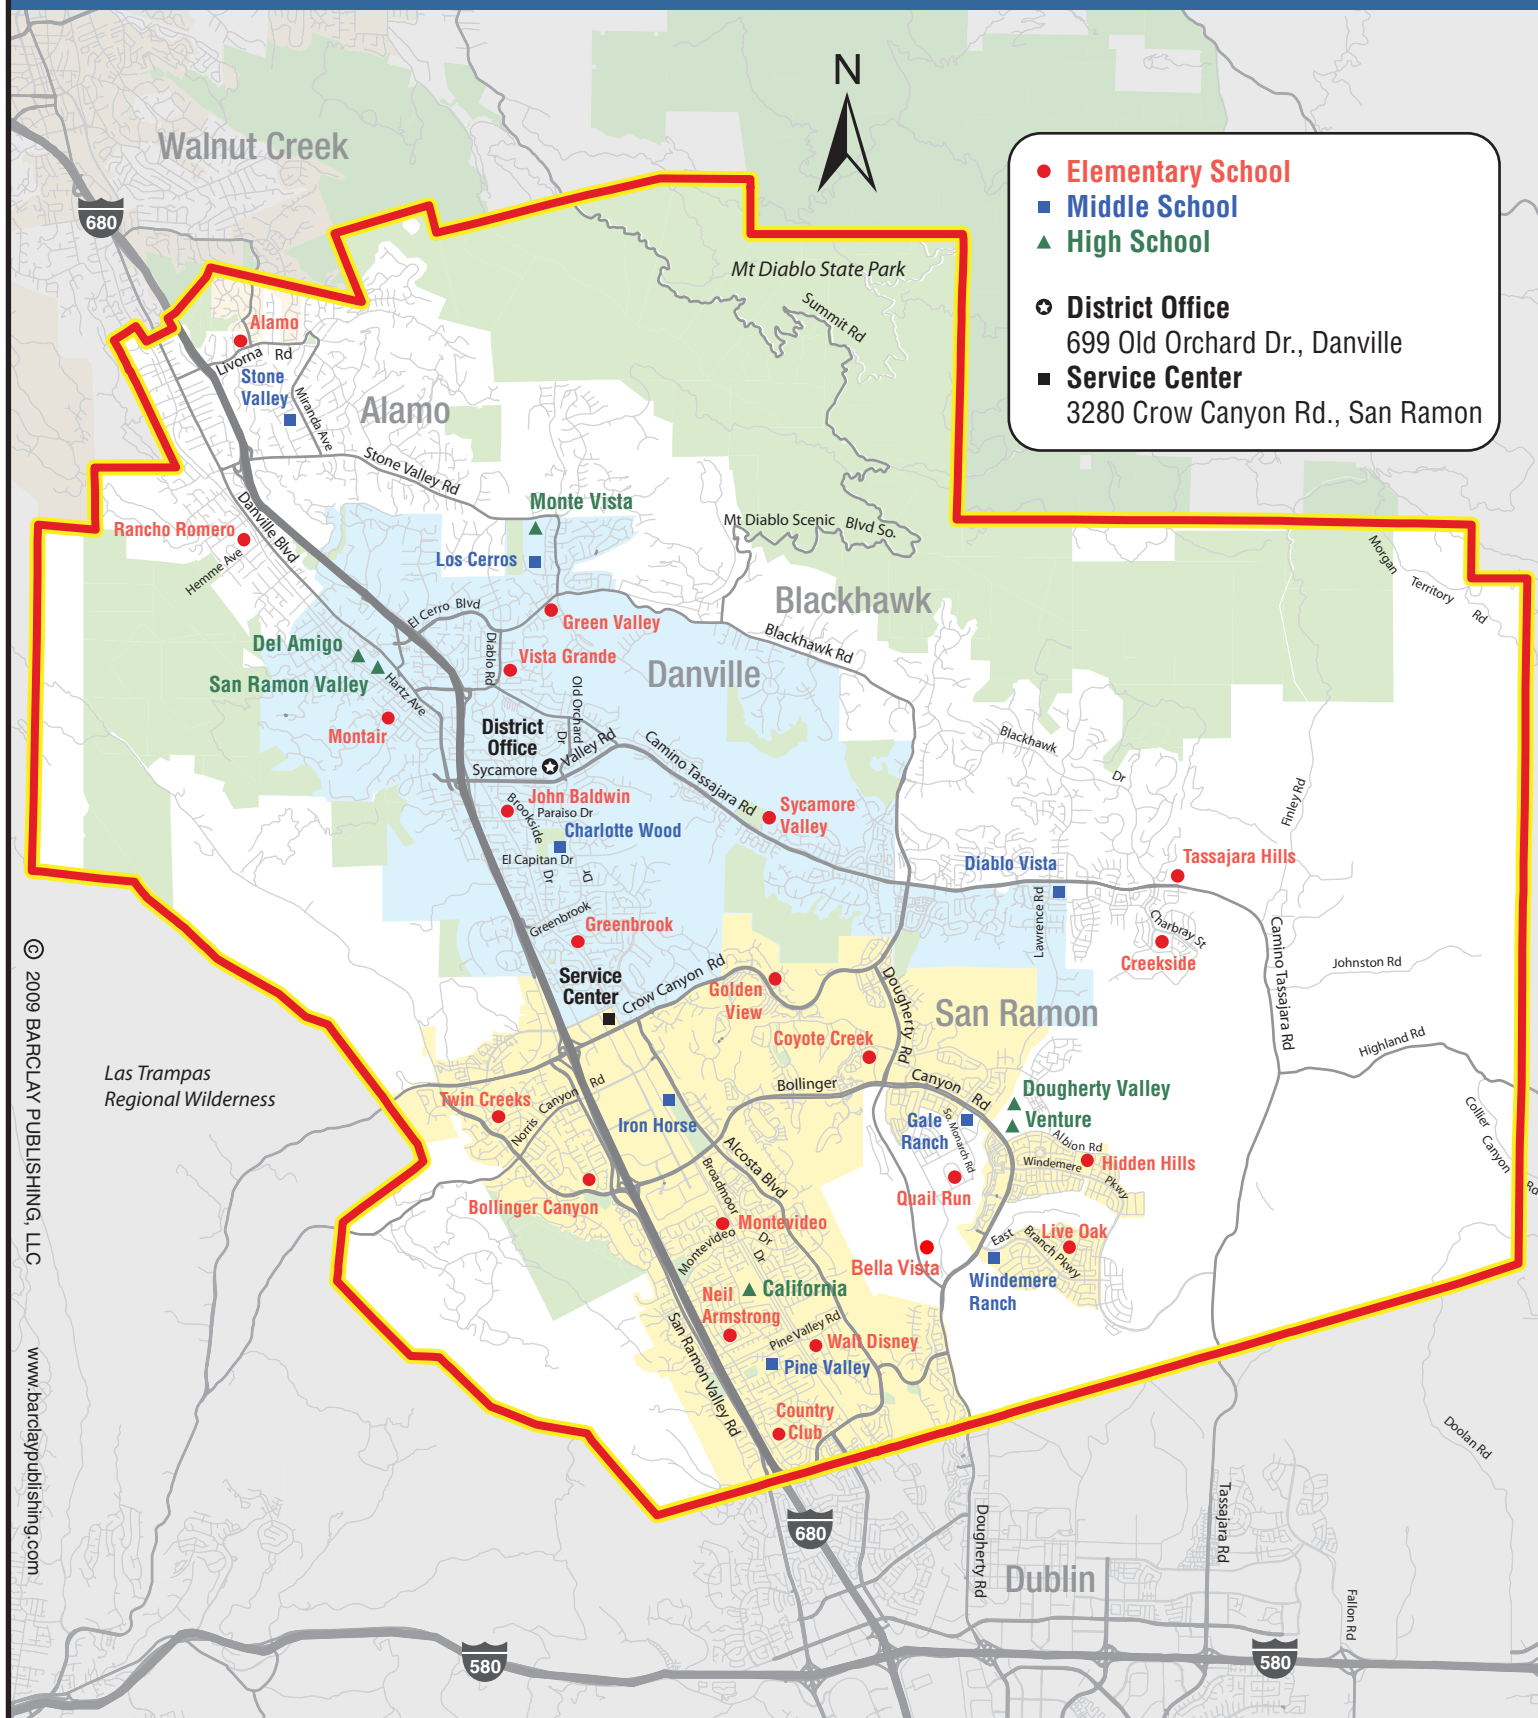 N
Walnut Creek
680
Elementary School
Middle School
High School
District Office
699 Old Orchard Dr., Danville
Service Center
3280 Crow Canyon Rd., San Ramon
Mt Diablo State Park
Summit Rd
Alamo
Livorna Rd
Stone
Valley
Miranda Ave
Alamo
Stone Valley Rd
Monte Vista
Danville Blvd
Rancho Romero
Hemme Ave
Los Cerros
Mt Diablo Scenic Blvd So.
Morgan Territory Rd
Blackhawk
El Cerro Blvd
Green Valley
Blackhawk Rd
Del Amigo
San Ramon Valley
Hartz Ave
Diablo Rd
Vista Grande
Danville
Old Orchard Dr
Montair
District
Office
Sycamore Valley Rd
Camino Tassajara Rd
Blackhawk Dr
Finley Rd
John Baldwin
Brookside Dr
Paraiso Dr
Charlotte Wood
El Capitan Dr
Sycamore
Valley
Diablo Vista
Tassajara Hills
Lawrence Rd
Charbray St
Creekside
Greenbrook Dr
Greenbrook
Camino Tassajara Rd
Johnston Rd
Service
Center
Crow Canyon Rd
Golden
View
Dougherty Rd
San Ramon
Coyote Creek
Highland Rd
Las Trampas
Regional Wilderness
Bollinger Canyon Rd
Twin Creeks
Norris Canyon Rd
Iron Horse
Dougherty Valley
Venture
Gale
Ranch
So. Monarch Rd
Albion Rd
Windemere Pkwy
Hidden Hills
Collier Canyon Rd
Alcosta Blvd
Broadmoor Dr
Quail Run
Bollinger Canyon
Montevideo
Montevideo Dr
Live Oak
East Branch Pkwy
Bella Vista
Windemere
Ranch
California
Neil
Armstrong
Pine Valley Rd
Walt Disney
Pine Valley
San Ramon Valley Rd
Country
Club
Doolan Rd
680
Dougherty Rd
Tassajara Rd
Dublin
Fallon Rd
580
580
© 2009 BARCLAY PUBLISHING, LLC www.barclaypublishing.com